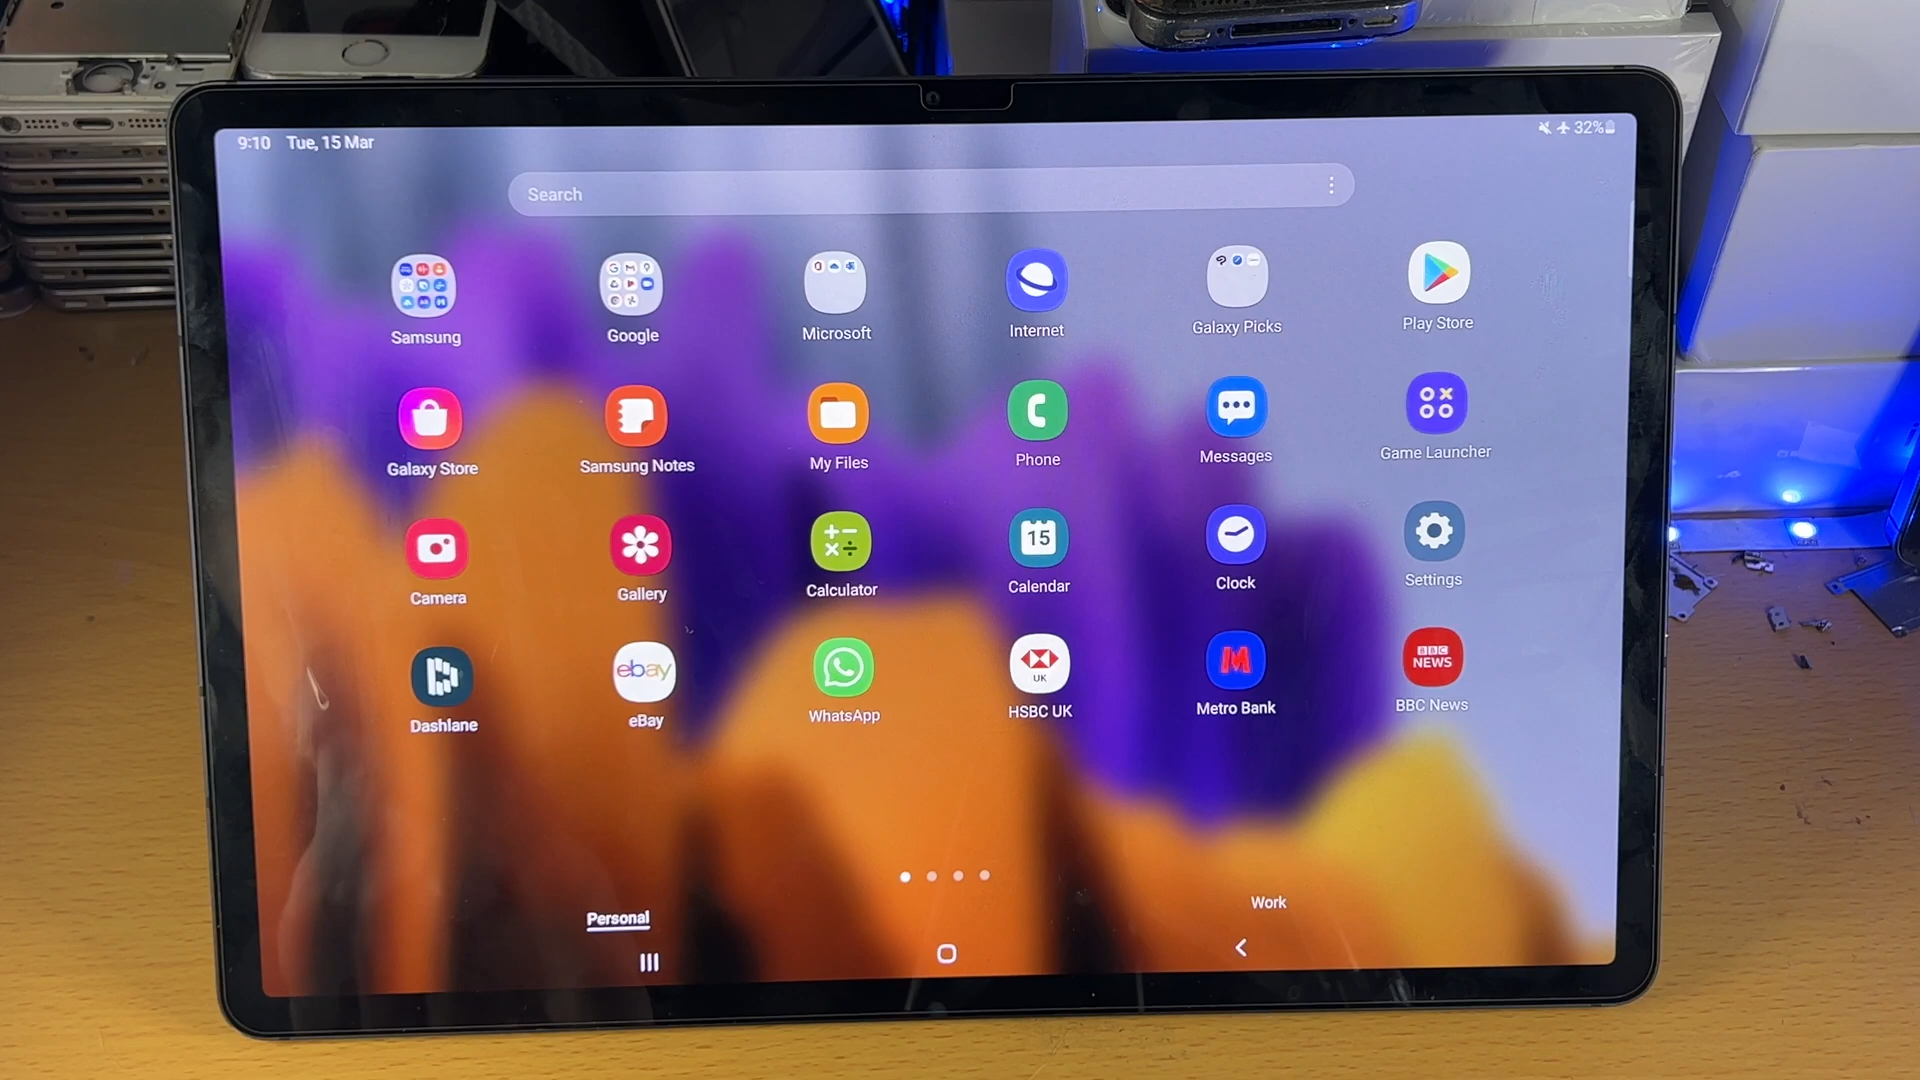 9:10 Tue, 15 Mar 32%
Search
Samsung Google Microsoft Internet Galaxy Picks Play Store
Galaxy Store Samsung Notes My Files Phone Messages Game Launcher
15
Camera Gallery Calculator Calendar Clock Settings
ebay UK M BBC NEWS
Dashlane eBay WhatsApp HSBC UK Metro Bank BBC News
Personal Work